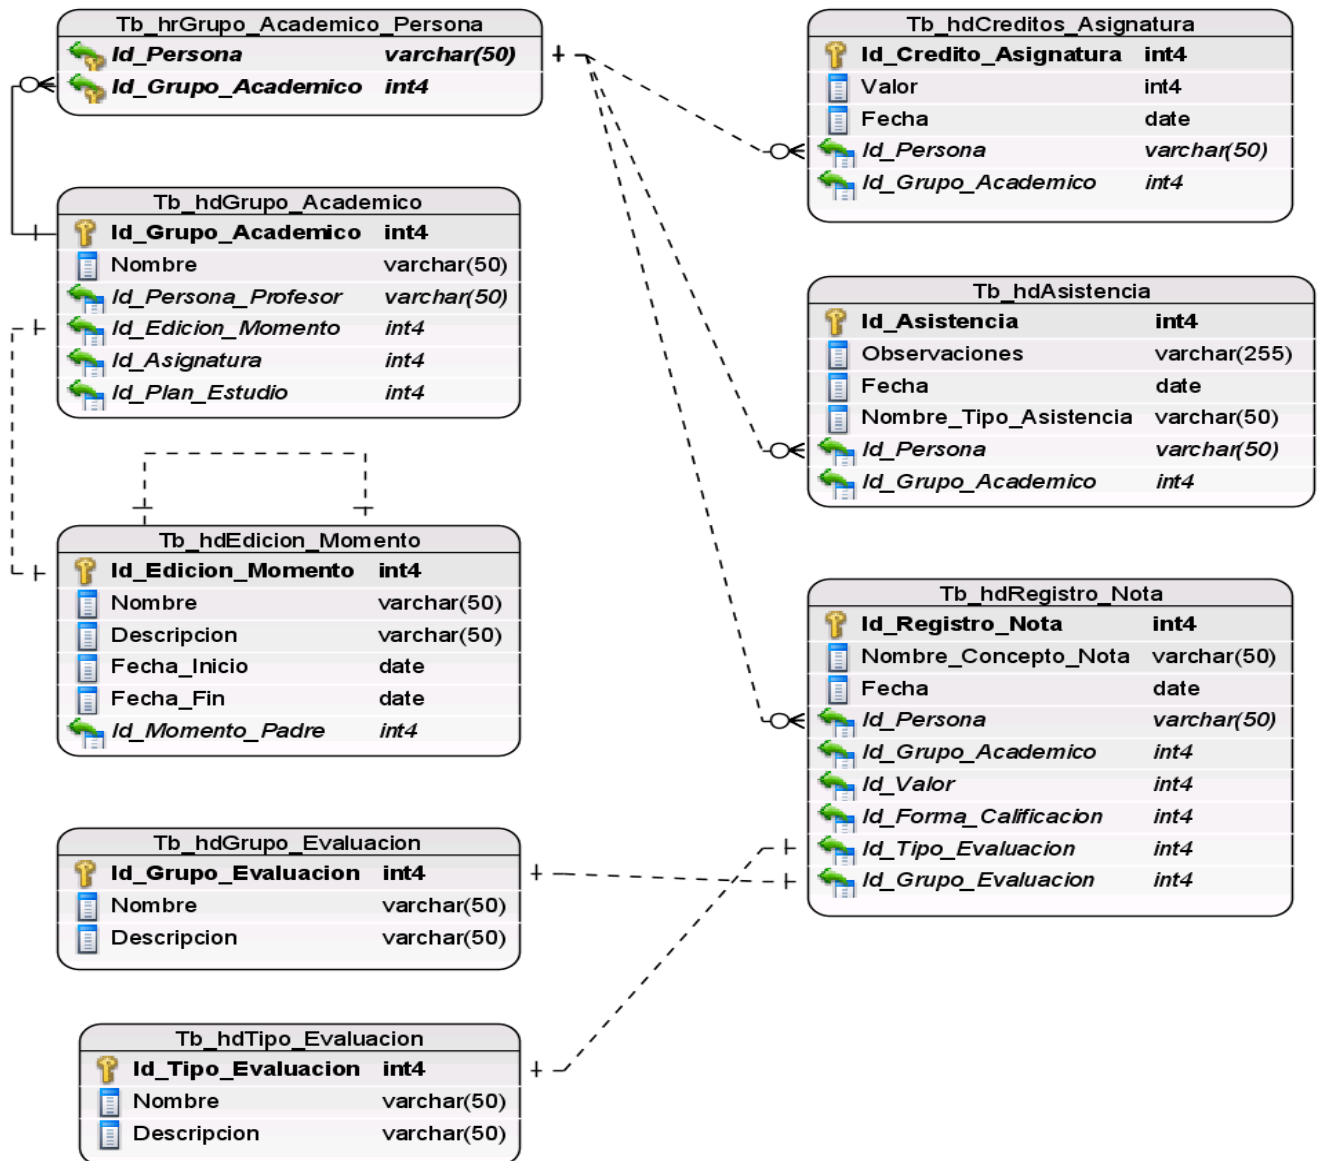 Tb_hrGrupo_Academico_Persona
Id_Persona varchar(50)
Id_Grupo_Academico int4
Tb_hdGrupo_Academico
Id_Grupo_Academico int4
Nombre varchar(50)
Id_Persona_Profesor varchar(50)
Id_Edicion_Momento int4
Id_Asignatura int4
Id_Plan_Estudio int4
Tb_hdEdicion_Momento
Id_Edicion_Momento int4
Nombre varchar(50)
Descripcion varchar(50)
Fecha_Inicio date
Fecha_Fin date
Id_Momento_Padre int4
Tb_hdGrupo_Evaluacion
Id_Grupo_Evaluacion int4
Nombre varchar(50)
Descripcion varchar(50)
Tb_hdTipo_Evaluacion
Id_Tipo_Evaluacion int4
Nombre varchar(50)
Descripcion varchar(50)
Tb_hdCreditos_Asignatura
Id_Credito_Asignatura int4
Valor int4
Fecha date
Id_Persona varchar(50)
Id_Grupo_Academico int4
Tb_hdAsistencia
Id_Asistencia int4
Observaciones varchar(255)
Fecha date
Nombre_Tipo_Asistencia varchar(50)
Id_Persona varchar(50)
Id_Grupo_Academico int4
Tb_hdRegistro_Nota
Id_Registro_Nota int4
Nombre_Concepto_Nota varchar(50)
Fecha date
Id_Persona varchar(50)
Id_Grupo_Academico int4
Id_Valor int4
Id_Forma_Calificacion int4
Id_Tipo_Evaluacion int4
Id_Grupo_Evaluacion int4